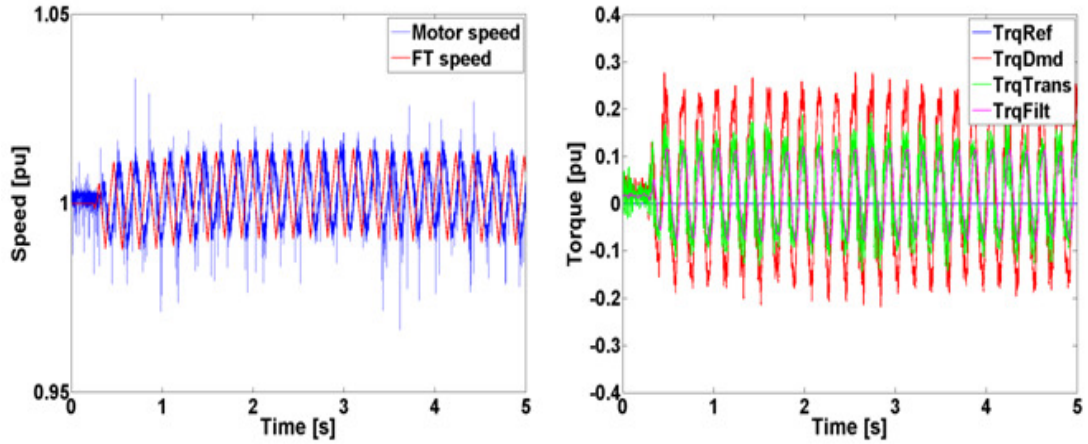 1.05
Motor speed
FT speed
Speed [pu]
1
0.95
0 1 2 3 4 5
Time [s]
0.4
TrqRef
TrqDmd
TrqTrans
TrqFilt
0.3
0.2
0.1
Torque [pu]
0
-0.1
-0.2
-0.3
-0.4
0 1 2 3 4 5
Time [s]